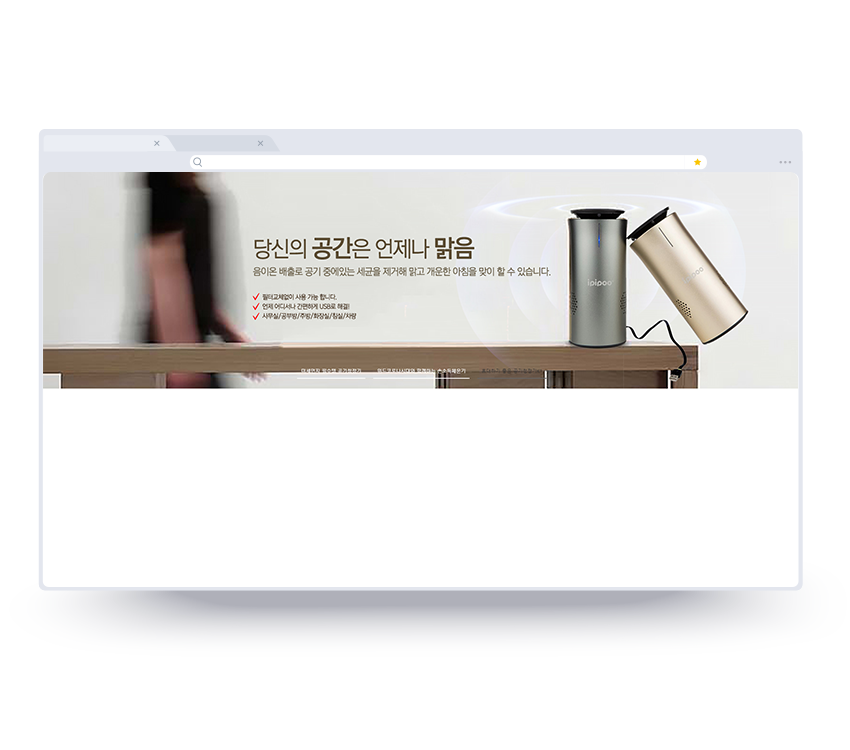 당신의 공간은 언제나 맑음
음이온 배출로 공기 중에있는 세균을 제거해 맑고 개운한 아침을 맞이 할 수 있습니다.
필터교체없이 사용 가능 합니다.
언제 어디서나 간편하게 USB로 해결!
사무실/공부방/주방/화장실/침실/차량
ipipoo